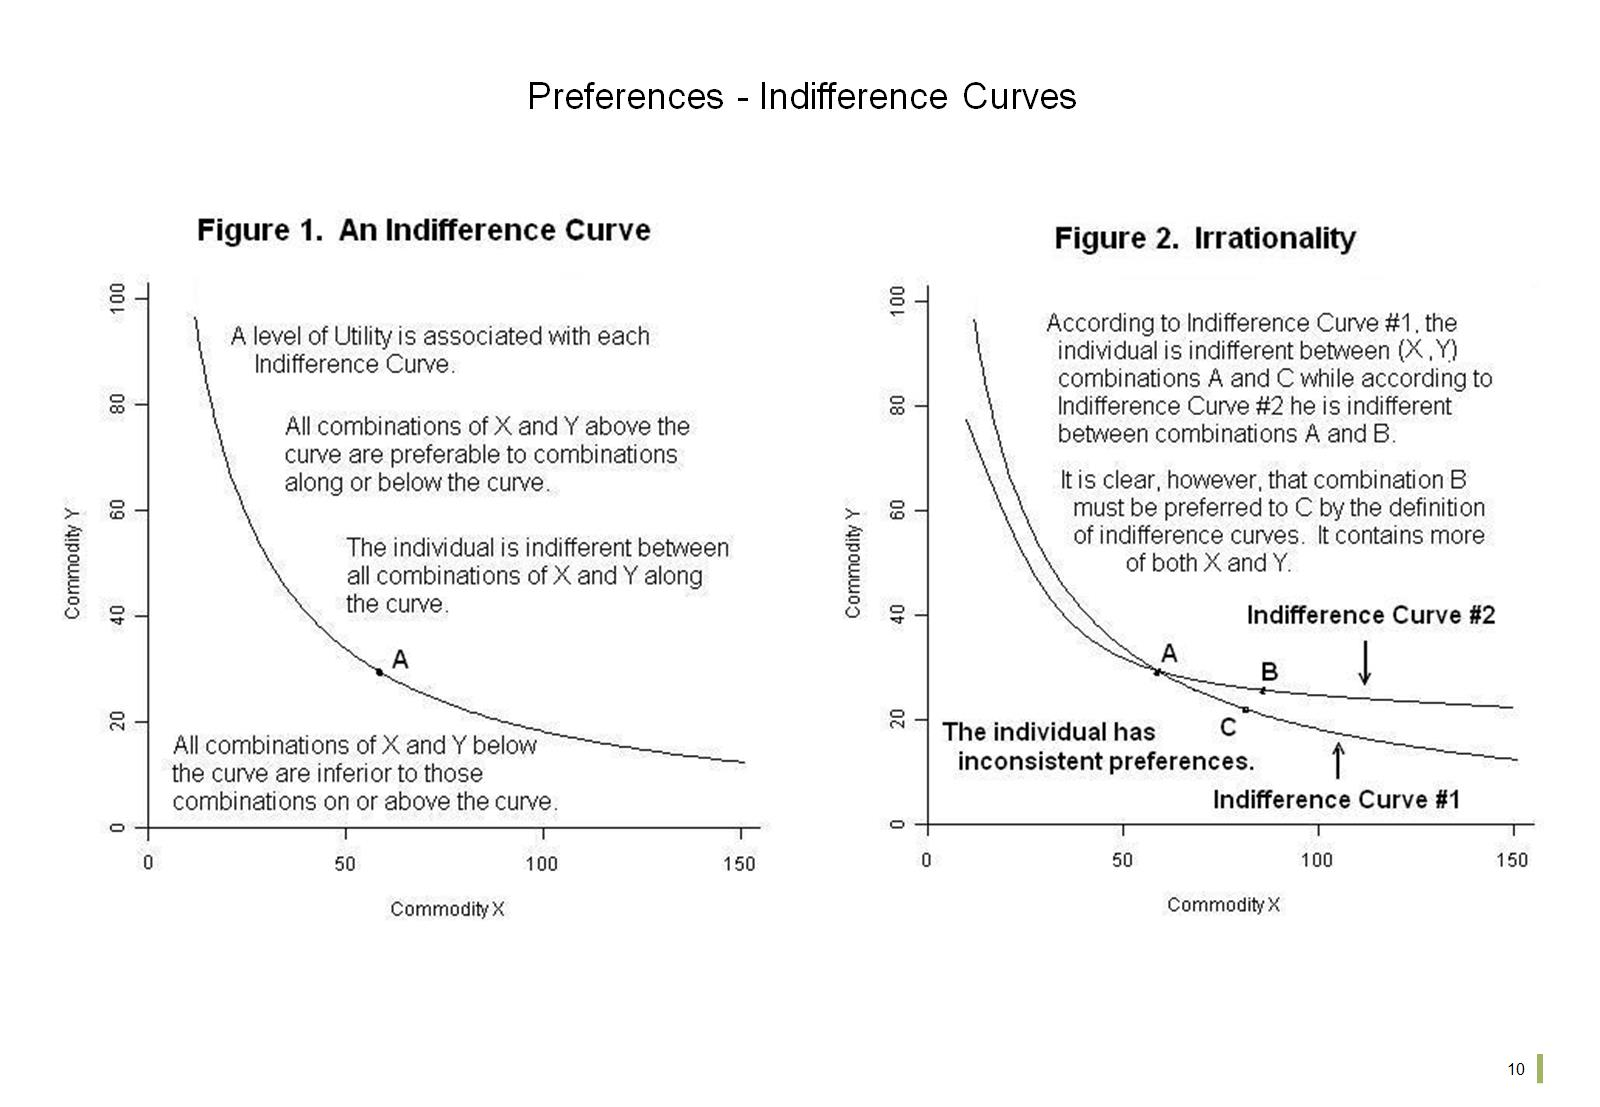 Preferences - Indifference Curves
Figure 1.  An Indifference Curve
A level of Utility is associated with each
Indifference Curve.
All combinations of X and Y above the
curve are preferable to combinations
along or below the curve.
The individual is indifferent between
all combinations of X and Y along
the curve.
A
All combinations of X and Y below
the curve are inferior to those
combinations on or above the curve.
Commodity Y
100
80
60
40
20
0
0
50
100
150
Commodity X
Figure 2.  Irrationality
According to Indifference Curve #1, the
individual is indifferent between (X ,Y)
combinations A and C while according to
Indifference Curve #2 he is indifferent
between combinations A and B.
It is clear, however, that combination B
must be preferred to C by the definition
of indifference curves.  It contains more
of both X and Y.
Indifference Curve #2
A
B
C
The individual has
inconsistent preferences.
Indifference Curve #1
Commodity Y
100
80
60
40
20
0
0
50
100
150
Commodity X
10